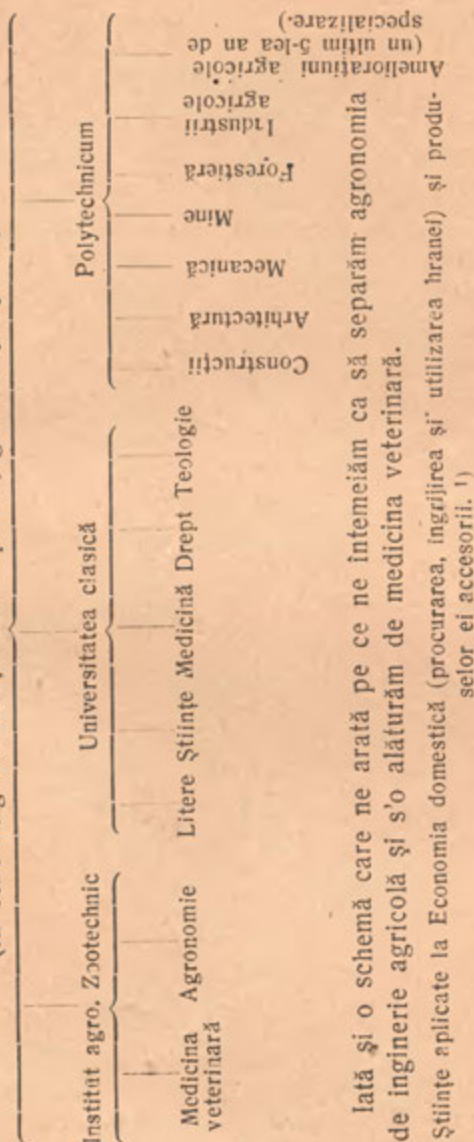 Institut agro. Zootechnic
Universitatea clasică
Polytechnicum
Medicina
veterinară
Agronomie
Litere Științe Medicină Drept Teologie
Construcții
Arhitectură
Mecanică
Mine
Forestieră
Industrii
agricole
Ameliorațiuni agricole
(un ultim 5-lea an de
specializare.)
Iată și o schemă care ne arată pe ce ne întemeiăm ca să separăm agronomia
de inginerie agricolă și s'o alăturăm de medicina veterinară.
Științe aplicate la Economia domestică (procurarea, ingrijirea și utilizarea hranei) și produ-
selor ei accesorii. ¹)